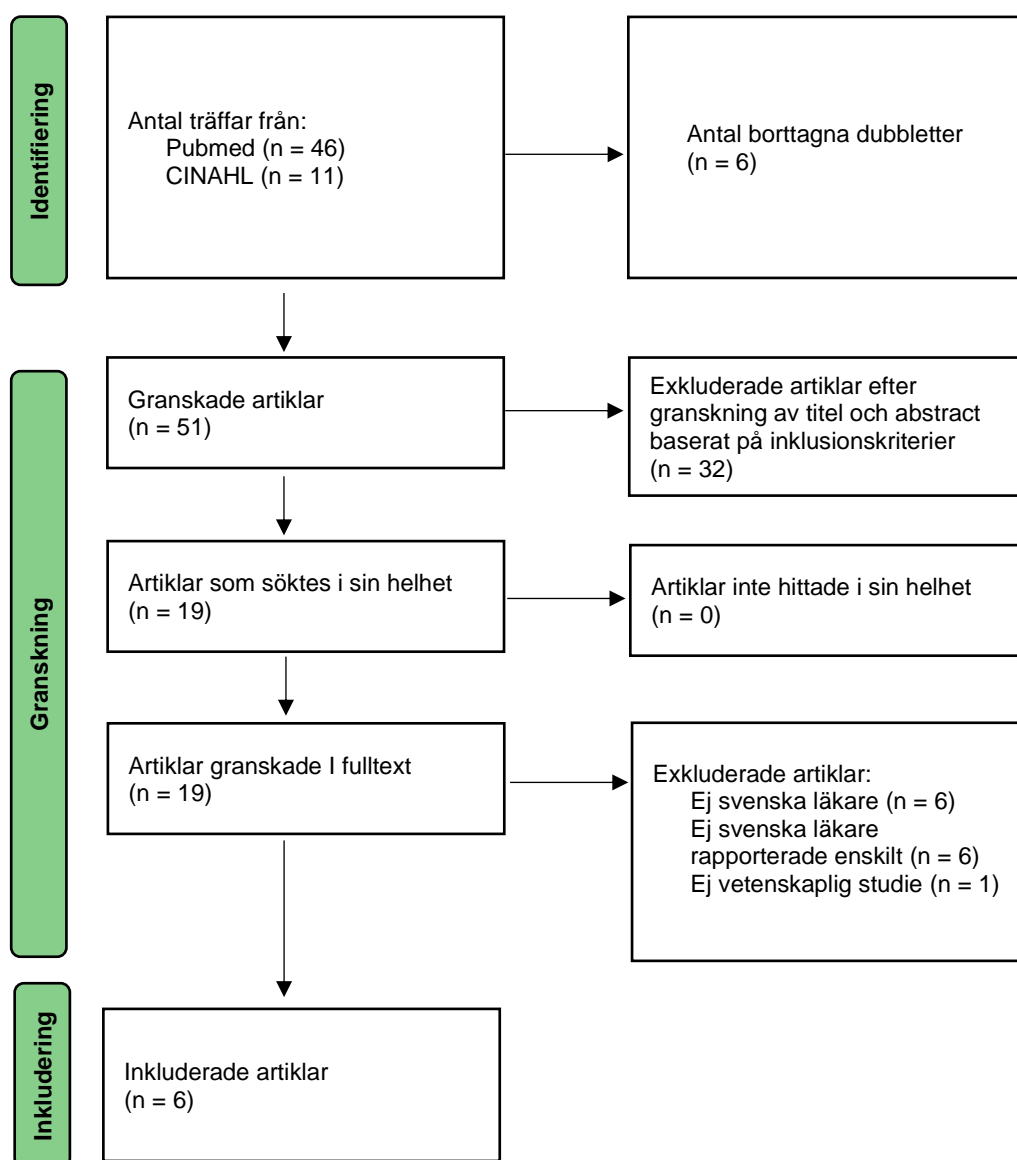 Identifiering
Antal träffar från:
Pubmed (n = 46)
CINAHL (n = 11)
Antal borttagna dubbletter
(n = 6)
Granskning
Granskade artiklar
(n = 51)
Exkluderade artiklar efter
granskning av titel och abstract
baserat på inklusionskriterier
(n = 32)
Artiklar som söktes i sin helhet
(n = 19)
Artiklar inte hittade i sin helhet
(n = 0)
Artiklar granskade I fulltext
(n = 19)
Exkluderade artiklar:
Ej svenska läkare (n = 6)
Ej svenska läkare
rapporterade enskilt (n = 6)
Ej vetenskaplig studie (n = 1)
Inkludering
Inkluderade artiklar
(n = 6)